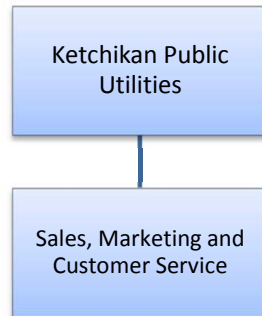 Ketchikan Public
Utilities
Sales, Marketing and
Customer Service